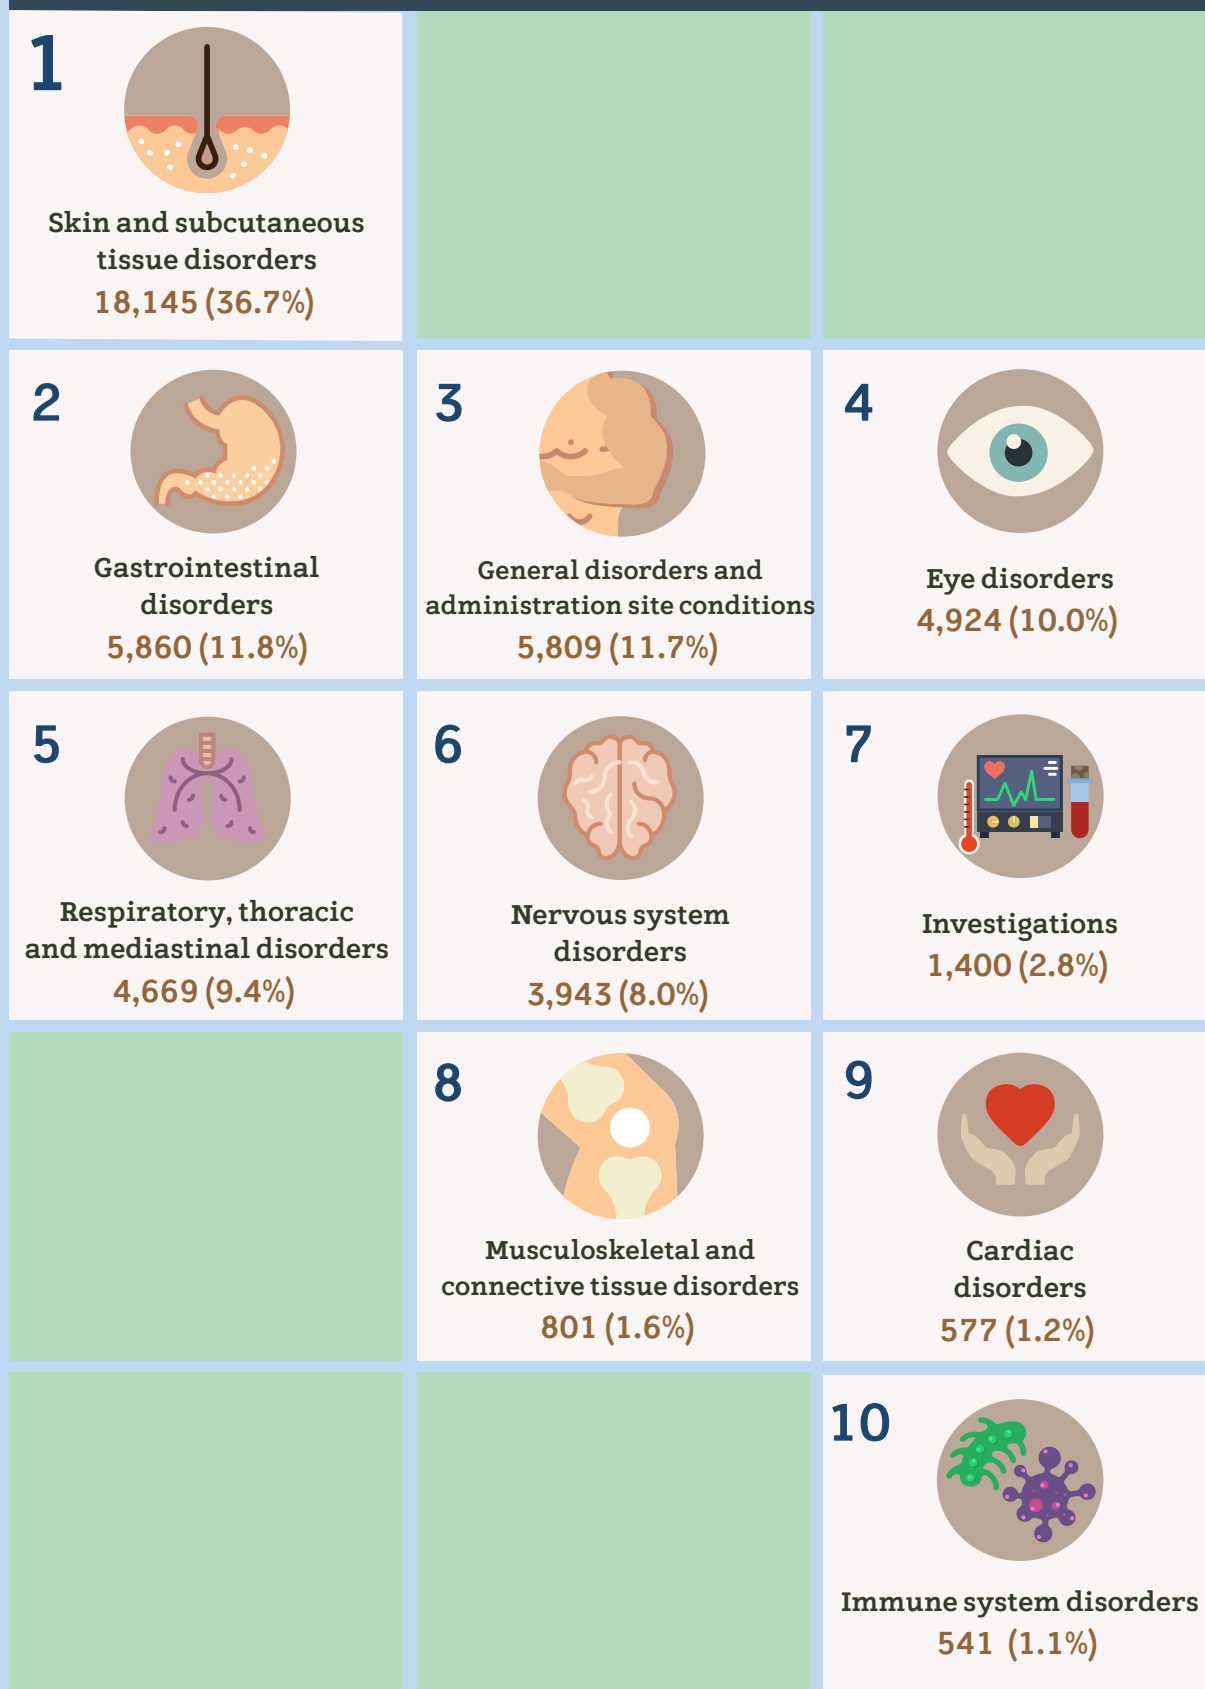 1
Skin and subcutaneous
tissue disorders
18,145 (36.7%)
2
Gastrointestinal
disorders
5,860 (11.8%)
3
General disorders and
administration site conditions
5,809 (11.7%)
4
Eye disorders
4,924 (10.0%)
5
Respiratory, thoracic
and mediastinal disorders
4,669 (9.4%)
6
Nervous system
disorders
3,943 (8.0%)
7
Investigations
1,400 (2.8%)
8
Musculoskeletal and
connective tissue disorders
801 (1.6%)
9
Cardiac
disorders
577 (1.2%)
10
Immune system disorders
541 (1.1%)